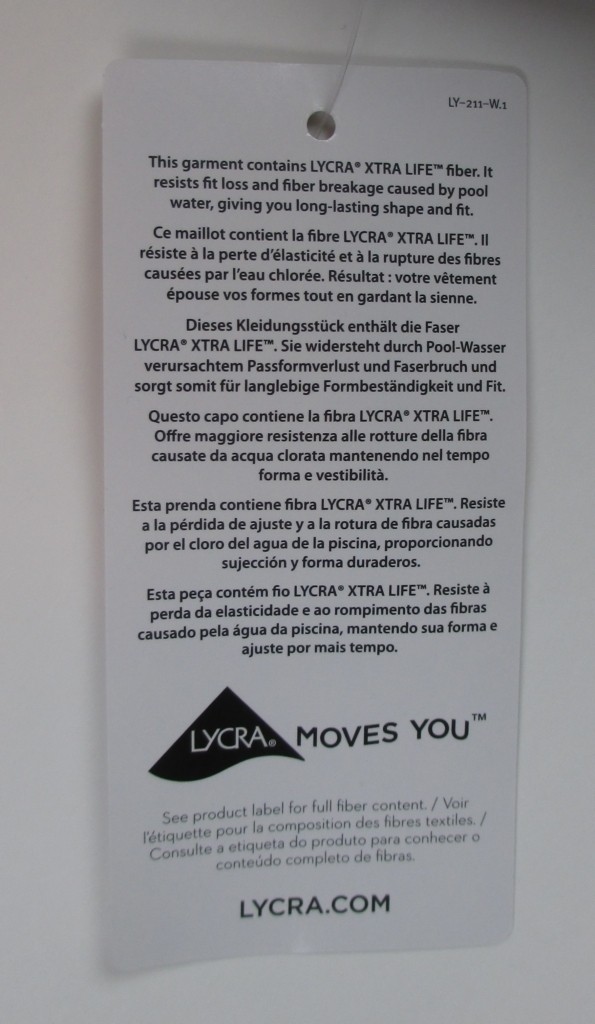 LY-211-W.1
This garment contains LYCRA® XTRA LIFE™ fiber. It
resists fit loss and fiber breakage caused by pool
water, giving you long-lasting shape and fit.
Ce maillot contient la fibre LYCRA® XTRA LIFE™. Il
résiste à la perte d'élasticité et à la rupture des fibres
causées par l'eau chlorée. Résultat : votre vêtement
épouse vos formes tout en gardant la sienne.
Dieses Kleidungsstück enthält die Faser
LYCRA® XTRA LIFE™. Sie widersteht durch Pool-Wasser
verursachtem Passformverlust und Faserbruch und
sorgt somit für langlebige Formbeständigkeit und Fit.
Questo capo contiene la fibra LYCRA® XTRA LIFE™.
Offre maggiore resistenza alle rotture della fibra
causate da acqua clorata mantenendo nel tempo
forma e vestibilità.
Esta prenda contiene fibra LYCRA® XTRA LIFE™. Resiste
a la pérdida de ajuste y a la rotura de fibra causadas
por el cloro del agua de la piscina, proporcionando
sujección y forma duraderos.
Esta peça contém fio LYCRA® XTRA LIFE™. Resiste à
perda da elasticidade e ao rompimento das fibras
causado pela água da piscina, mantendo sua forma e
ajuste por mais tempo.
LYCRA® MOVES YOU™
See product label for full fiber content. / Voir
l'étiquette pour la composition des fibres textiles. /
Consulte a etiqueta do produto para conhecer o
conteúdo completo de fibras.
LYCRA.COM